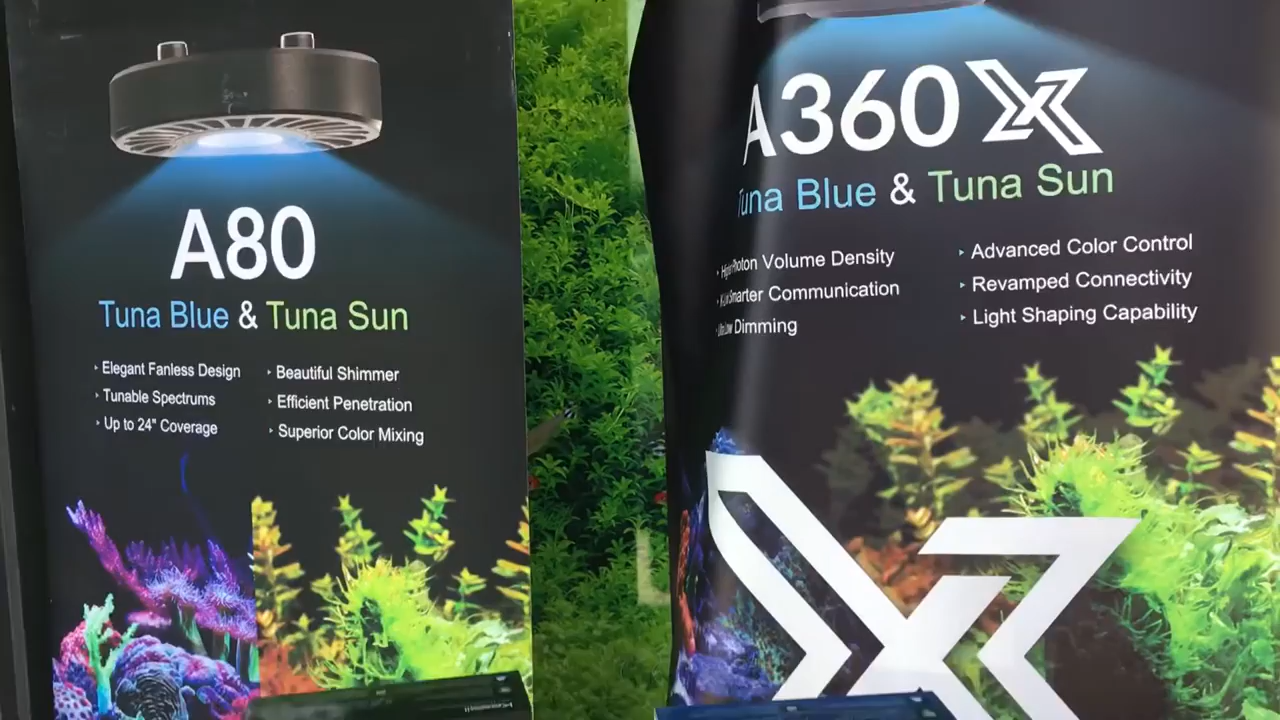 A80
Tuna Blue & Tuna Sun
Elegant Fanless Design
Tunable Spectrums
Up to 24" Coverage
Beautiful Shimmer
Efficient Penetration
Superior Color Mixing
A360X
Tuna Blue & Tuna Sun
Photon Volume Density
Smarter Communication
Dimming
Advanced Color Control
Revamped Connectivity
Light Shaping Capability
X